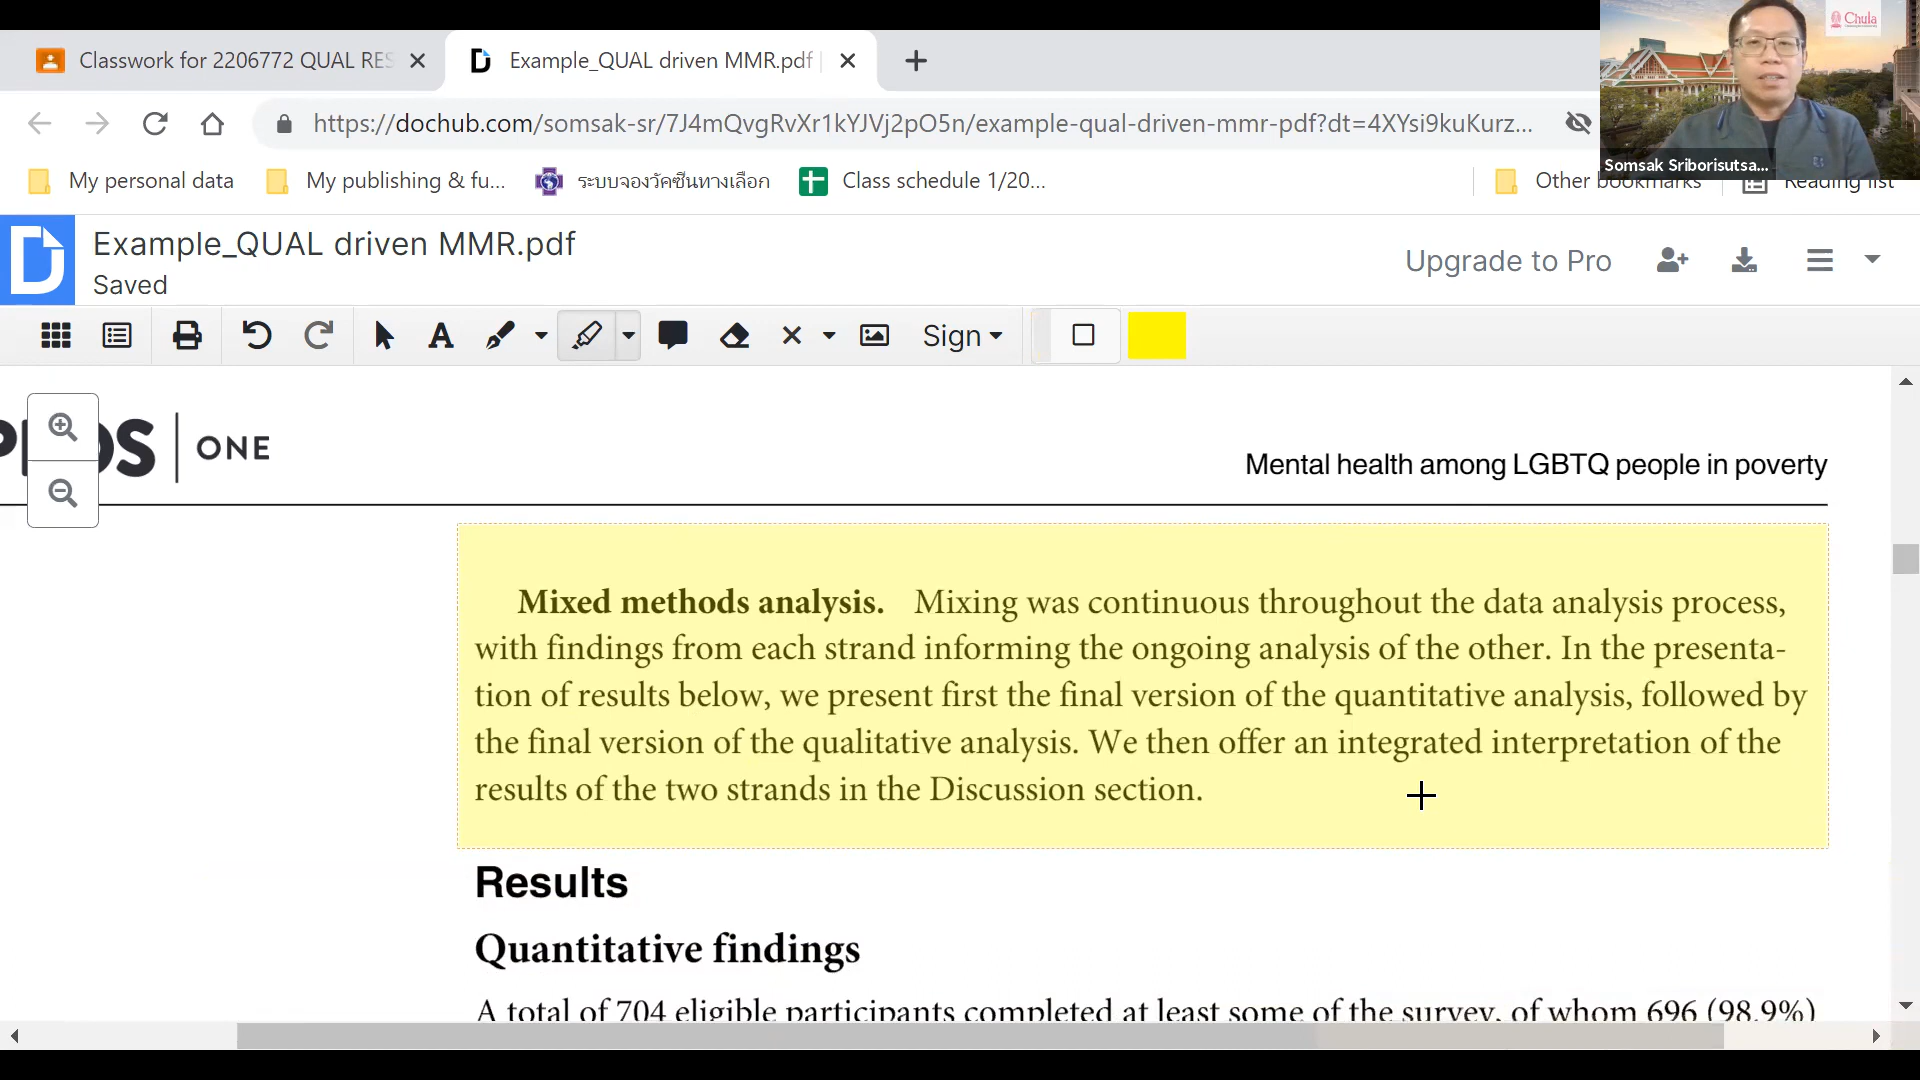 Classwork for 2206772 QUAL RES
Example_QUAL driven MMR.pdf
Chula
https://dochub.com/somsak-sr/7J4mQvgRvXr1kYJVj2pO5n/example-qual-driven-mmr-pdf?dt=4XYsi9kuKurz...
Somsak Sriborisutsa...
My personal data
My publishing & fu...
ระบบจองวัคซีนทางเลือก
Class schedule 1/20...
Other bookmarks
Reading list
Example_QUAL driven MMR.pdf
Saved
Upgrade to Pro
Sign
PLOS ONE
Mental health among LGBTQ people in poverty
Mixed methods analysis. Mixing was continuous throughout the data analysis process,
with findings from each strand informing the ongoing analysis of the other. In the presenta-
tion of results below, we present first the final version of the quantitative analysis, followed by
the final version of the qualitative analysis. We then offer an integrated interpretation of the
results of the two strands in the Discussion section.
Results
Quantitative findings
A total of 704 eligible participants completed at least some of the survey, of whom 696 (98.9%)